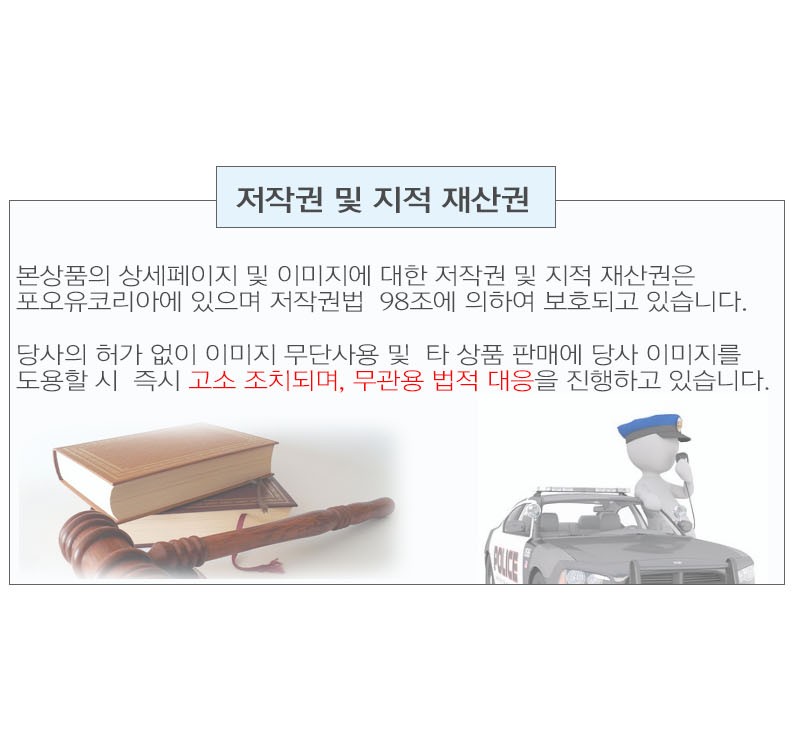 저작권 및 지적 재산권
본상품의 상세페이지 및 이미지에 대한 저작권 및 지적 재산권은
포오유코리아에 있으며 저작권법 98조에 의하여 보호되고 있습니다.
당사의 허가 없이 이미지 무단사용 및 타 상품 판매에 당사 이미지를
도용할 시 즉시 고소 조치되며, 무관용 법적 대응을 진행하고 있습니다.
POLICE